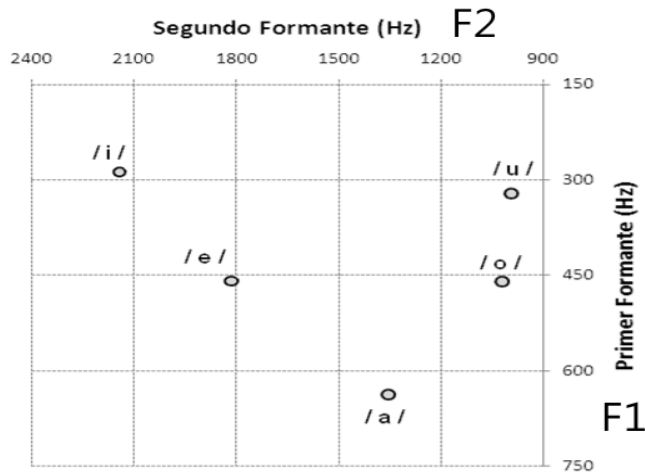 Segundo Formante (Hz) F2
2400 2100 1800 1500 1200 900
150
/ i /
/ u /
300
/ e /
/ o /
450
Primer Formante (Hz)
600
/ a /
F1
750